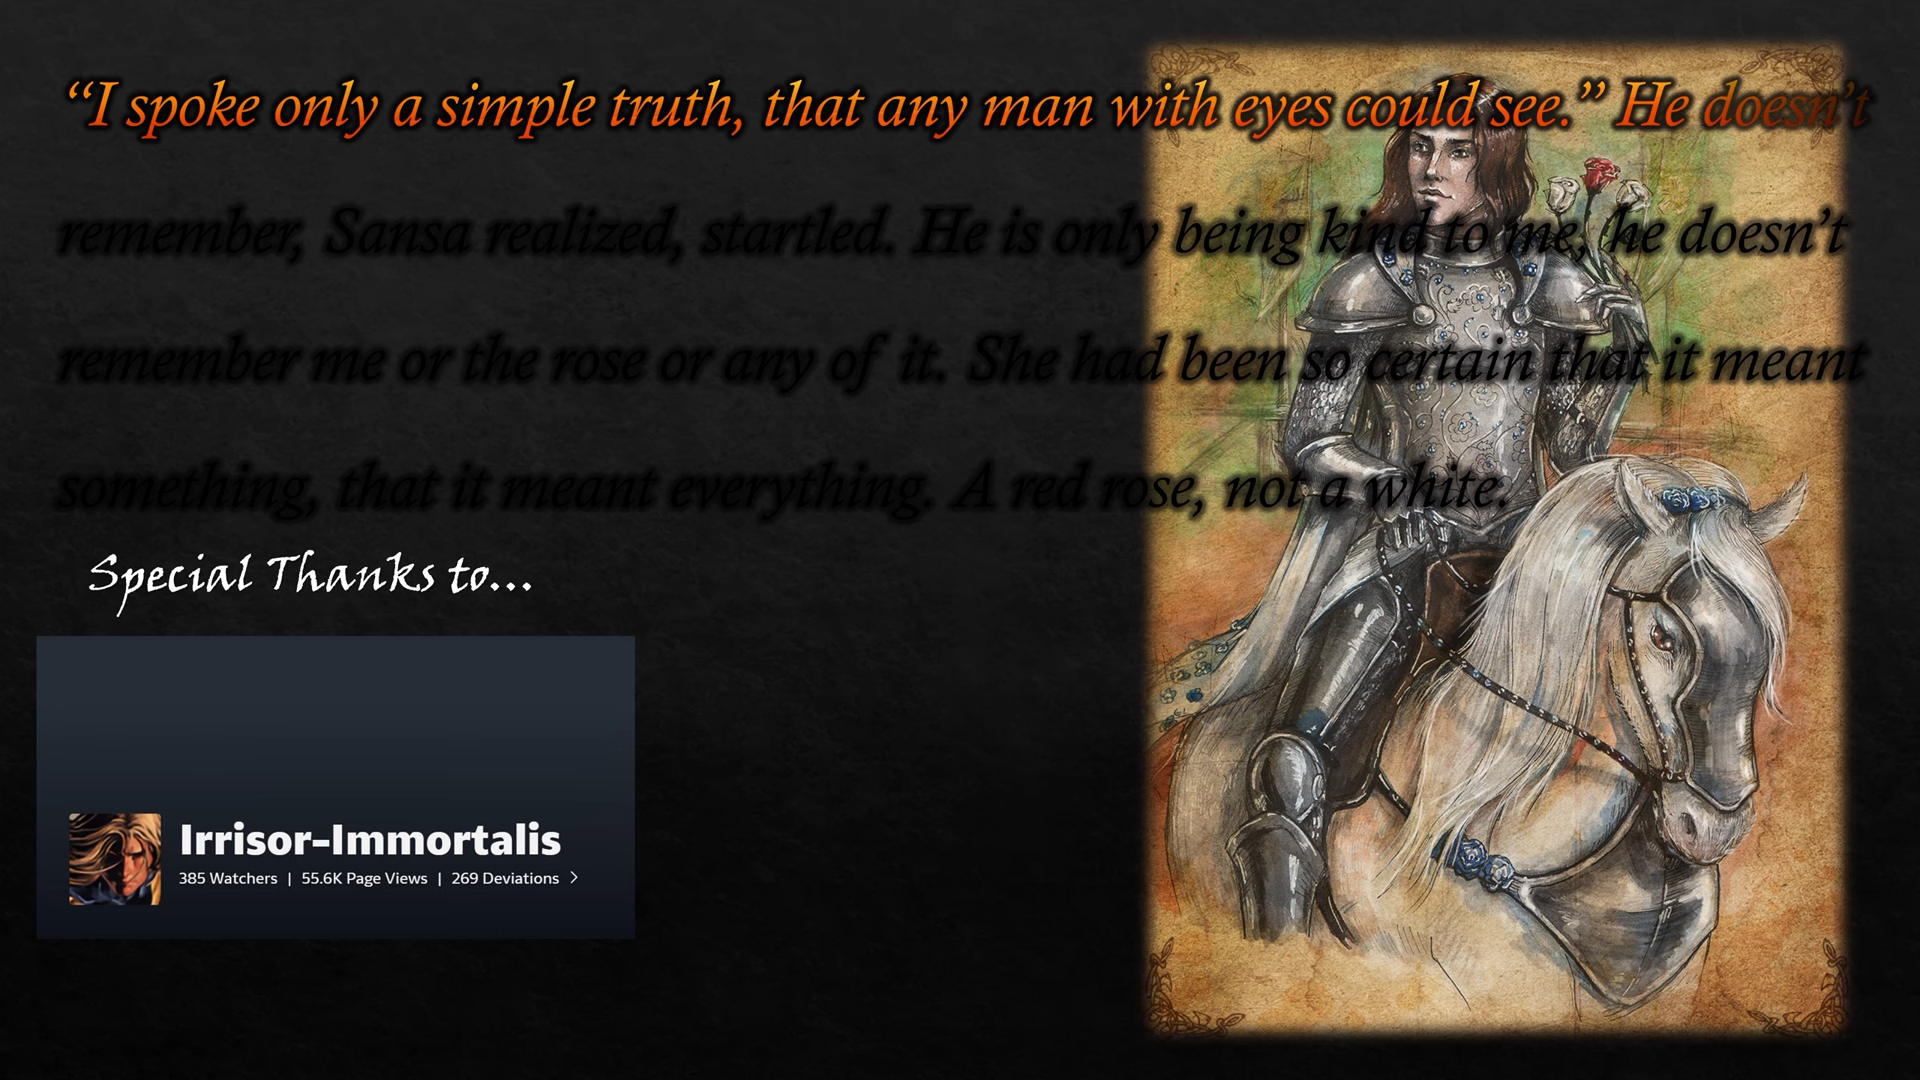 “I spoke only a simple truth, that any man with eyes could see.” He doesn’t
remember, Sansa realized, startled. He is only being kind to me, he doesn’t
remember me or the rose or any of it. She had been so certain that it meant
something, that it meant everything. A red rose, not a white.
Special Thanks to...
Irrisor-Immortalis
385 Watchers | 55.6K Page Views | 269 Deviations >